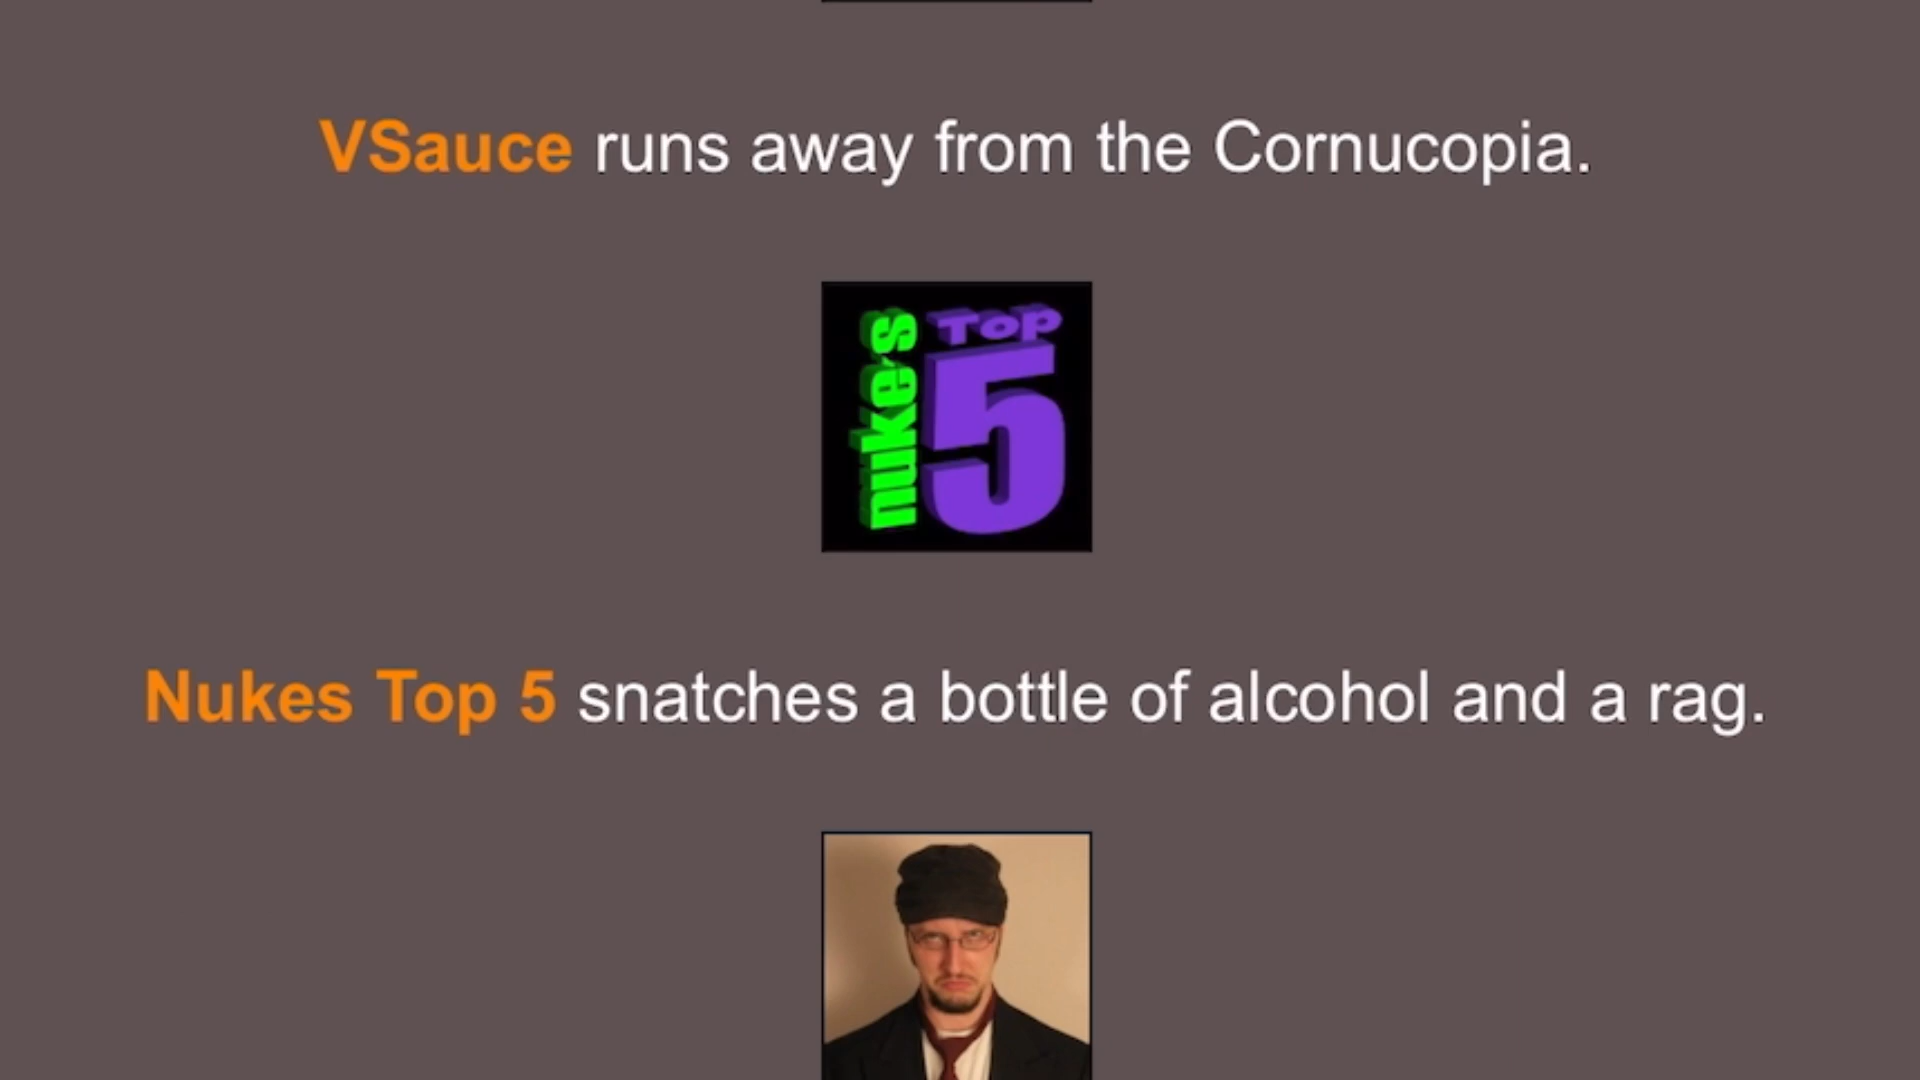 VSauce runs away from the Cornucopia.
nuke's
Top
5
Nukes Top 5 snatches a bottle of alcohol and a rag.